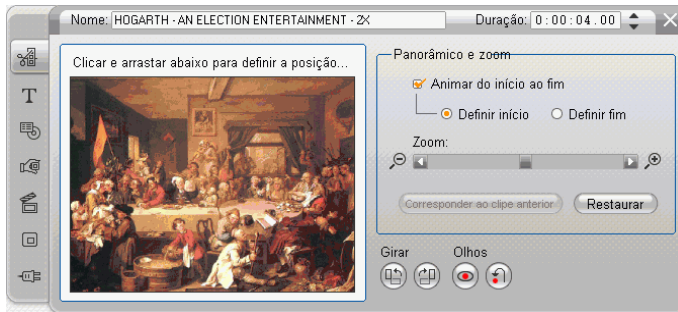 Nome: HOGARTH - AN ELECTION ENTERTAINMENT - 2X Duração: 0:00:04.00
Clicar e arrastar abaixo para definir a posição...
Panorâmico e zoom
Animar do início ao fim
Definir início Definir fim
Zoom:
Corresponder ao clipe anterior Restaurar
Girar Olhos
T